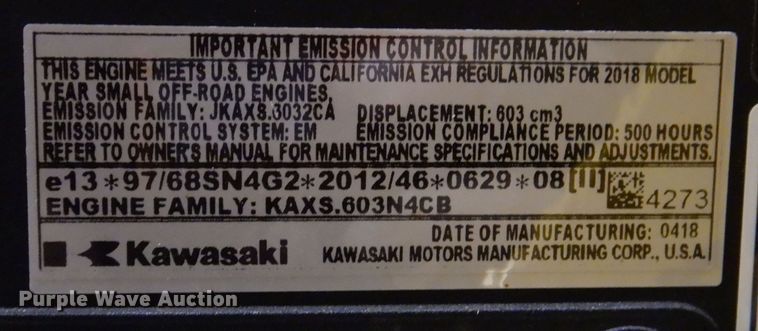 IMPORTANT EMISSION CONTROL INFORMATION
THIS ENGINE MEETS U.S. EPA AND CALIFORNIA EXH REGULATIONS FOR 2018 MODEL
YEAR SMALL OFF-ROAD ENGINES.
EMISSION FAMILY: JKAXS.6032CA DISPLACEMENT: 603 cm3
EMISSION CONTROL SYSTEM: EM EMISSION COMPLIANCE PERIOD: 500 HOURS
REFER TO OWNER'S MANUAL FOR MAINTENANCE SPECIFICATIONS AND ADJUSTMENTS.
e13*97/68SN4G2*2012/46*0629*08[II] 4273
ENGINE FAMILY: KAXS.603N4CB
Kawasaki
DATE OF MANUFACTURING: 0418
KAWASAKI MOTORS MANUFACTURING CORP., U.S.A.
Purple Wave Auction